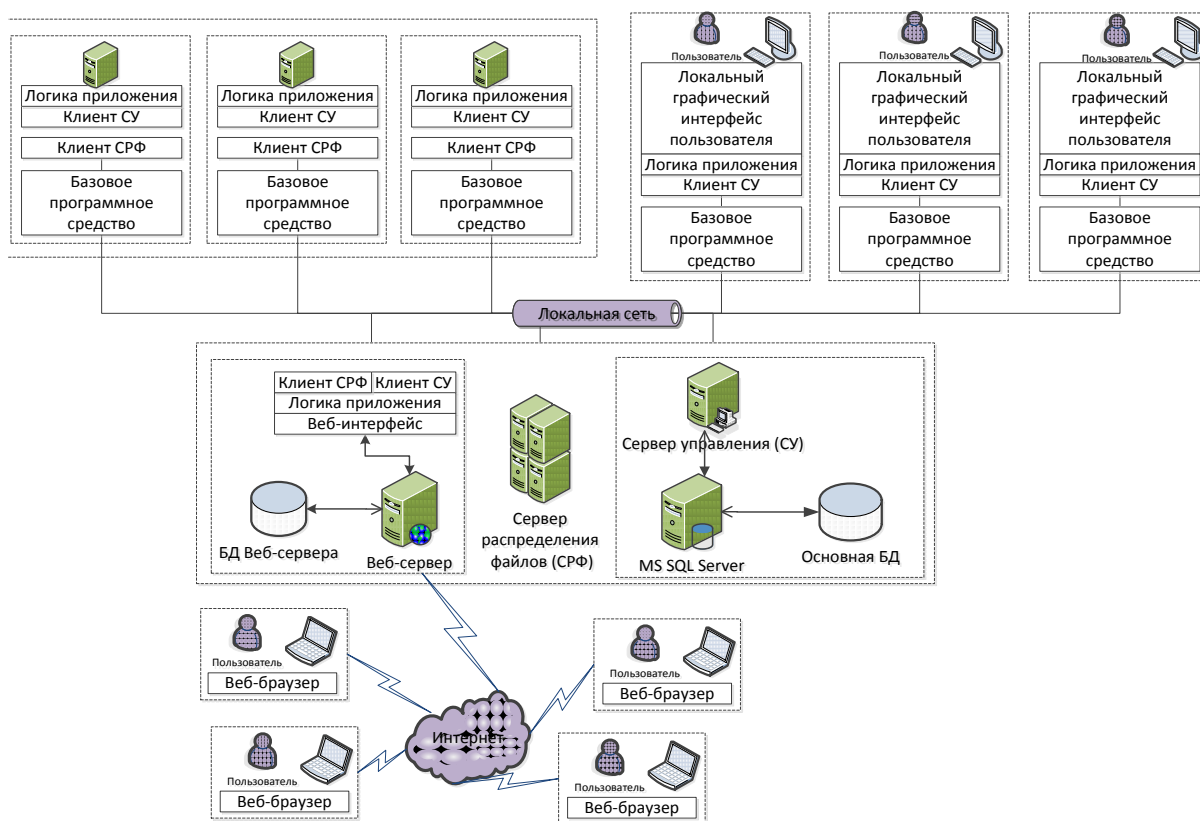 Логика приложения
Клиент СУ
Клиент СРФ
Базовое
программное
средство
Логика приложения
Клиент СУ
Клиент СРФ
Базовое
программное
средство
Логика приложения
Клиент СУ
Клиент СРФ
Базовое
программное
средство
Пользователь
Локальный
графический
интерфейс
пользователя
Логика приложения
Клиент СУ
Базовое
программное
средство
Пользователь
Локальный
графический
интерфейс
пользователя
Логика приложения
Клиент СУ
Базовое
программное
средство
Пользователь
Локальный
графический
интерфейс
пользователя
Логика приложения
Клиент СУ
Базовое
программное
средство
Локальная сеть
Клиент СРФ
Клиент СУ
Логика приложения
Веб-интерфейс
БД Веб-сервера
Веб-сервер
Сервер
распределения
файлов (СРФ)
Сервер управления (СУ)
MS SQL Server
Основная БД
Пользователь
Веб-браузер
Пользователь
Веб-браузер
Интернет
Пользователь
Веб-браузер
Пользователь
Веб-браузер